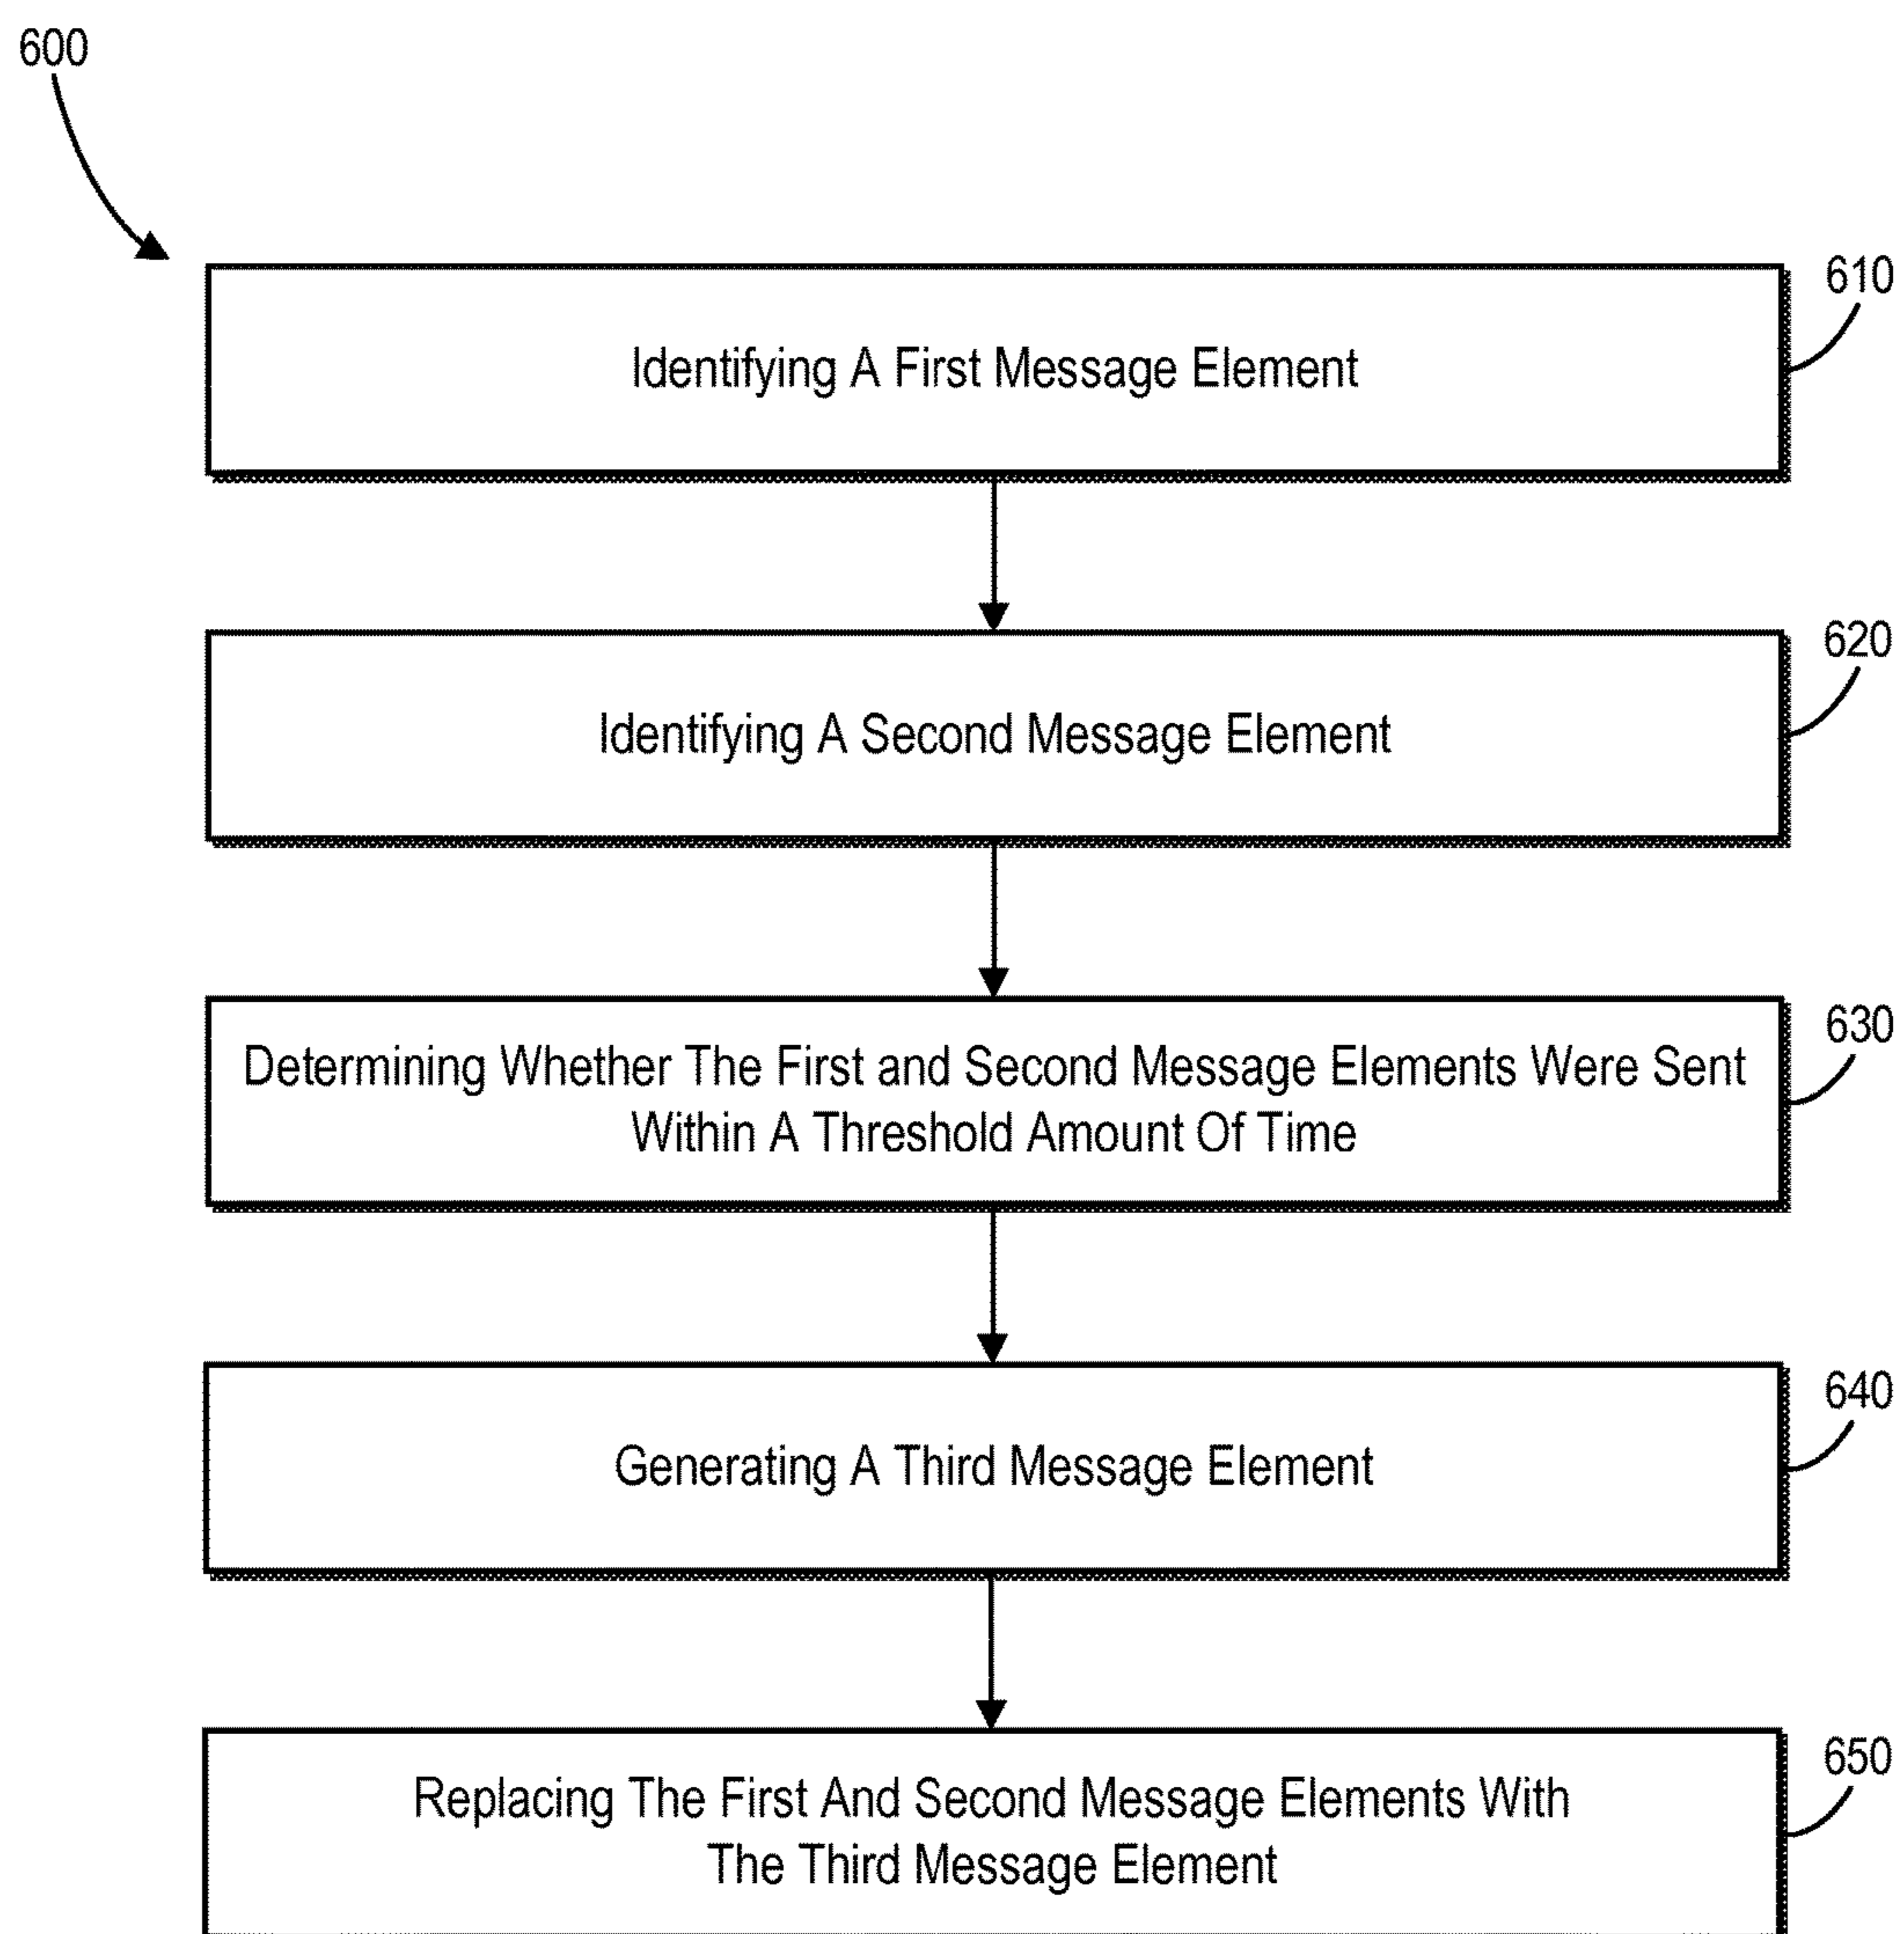 600
610
Identifying A First Message Element
620
Identifying A Second Message Element
630
Determining Whether The First and Second Message Elements Were Sent
Within A Threshold Amount Of Time
640
Generating A Third Message Element
650
Replacing The First And Second Message Elements With
The Third Message Element